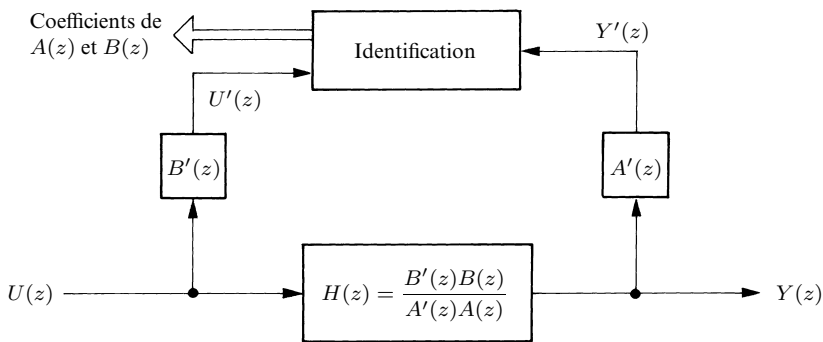 Coefficients de
A(z) et B(z)
Identification
Y'(z)
U'(z)
B'(z)
A'(z)
U(z)
H(z) = B'(z)B(z) / A'(z)A(z)
Y(z)